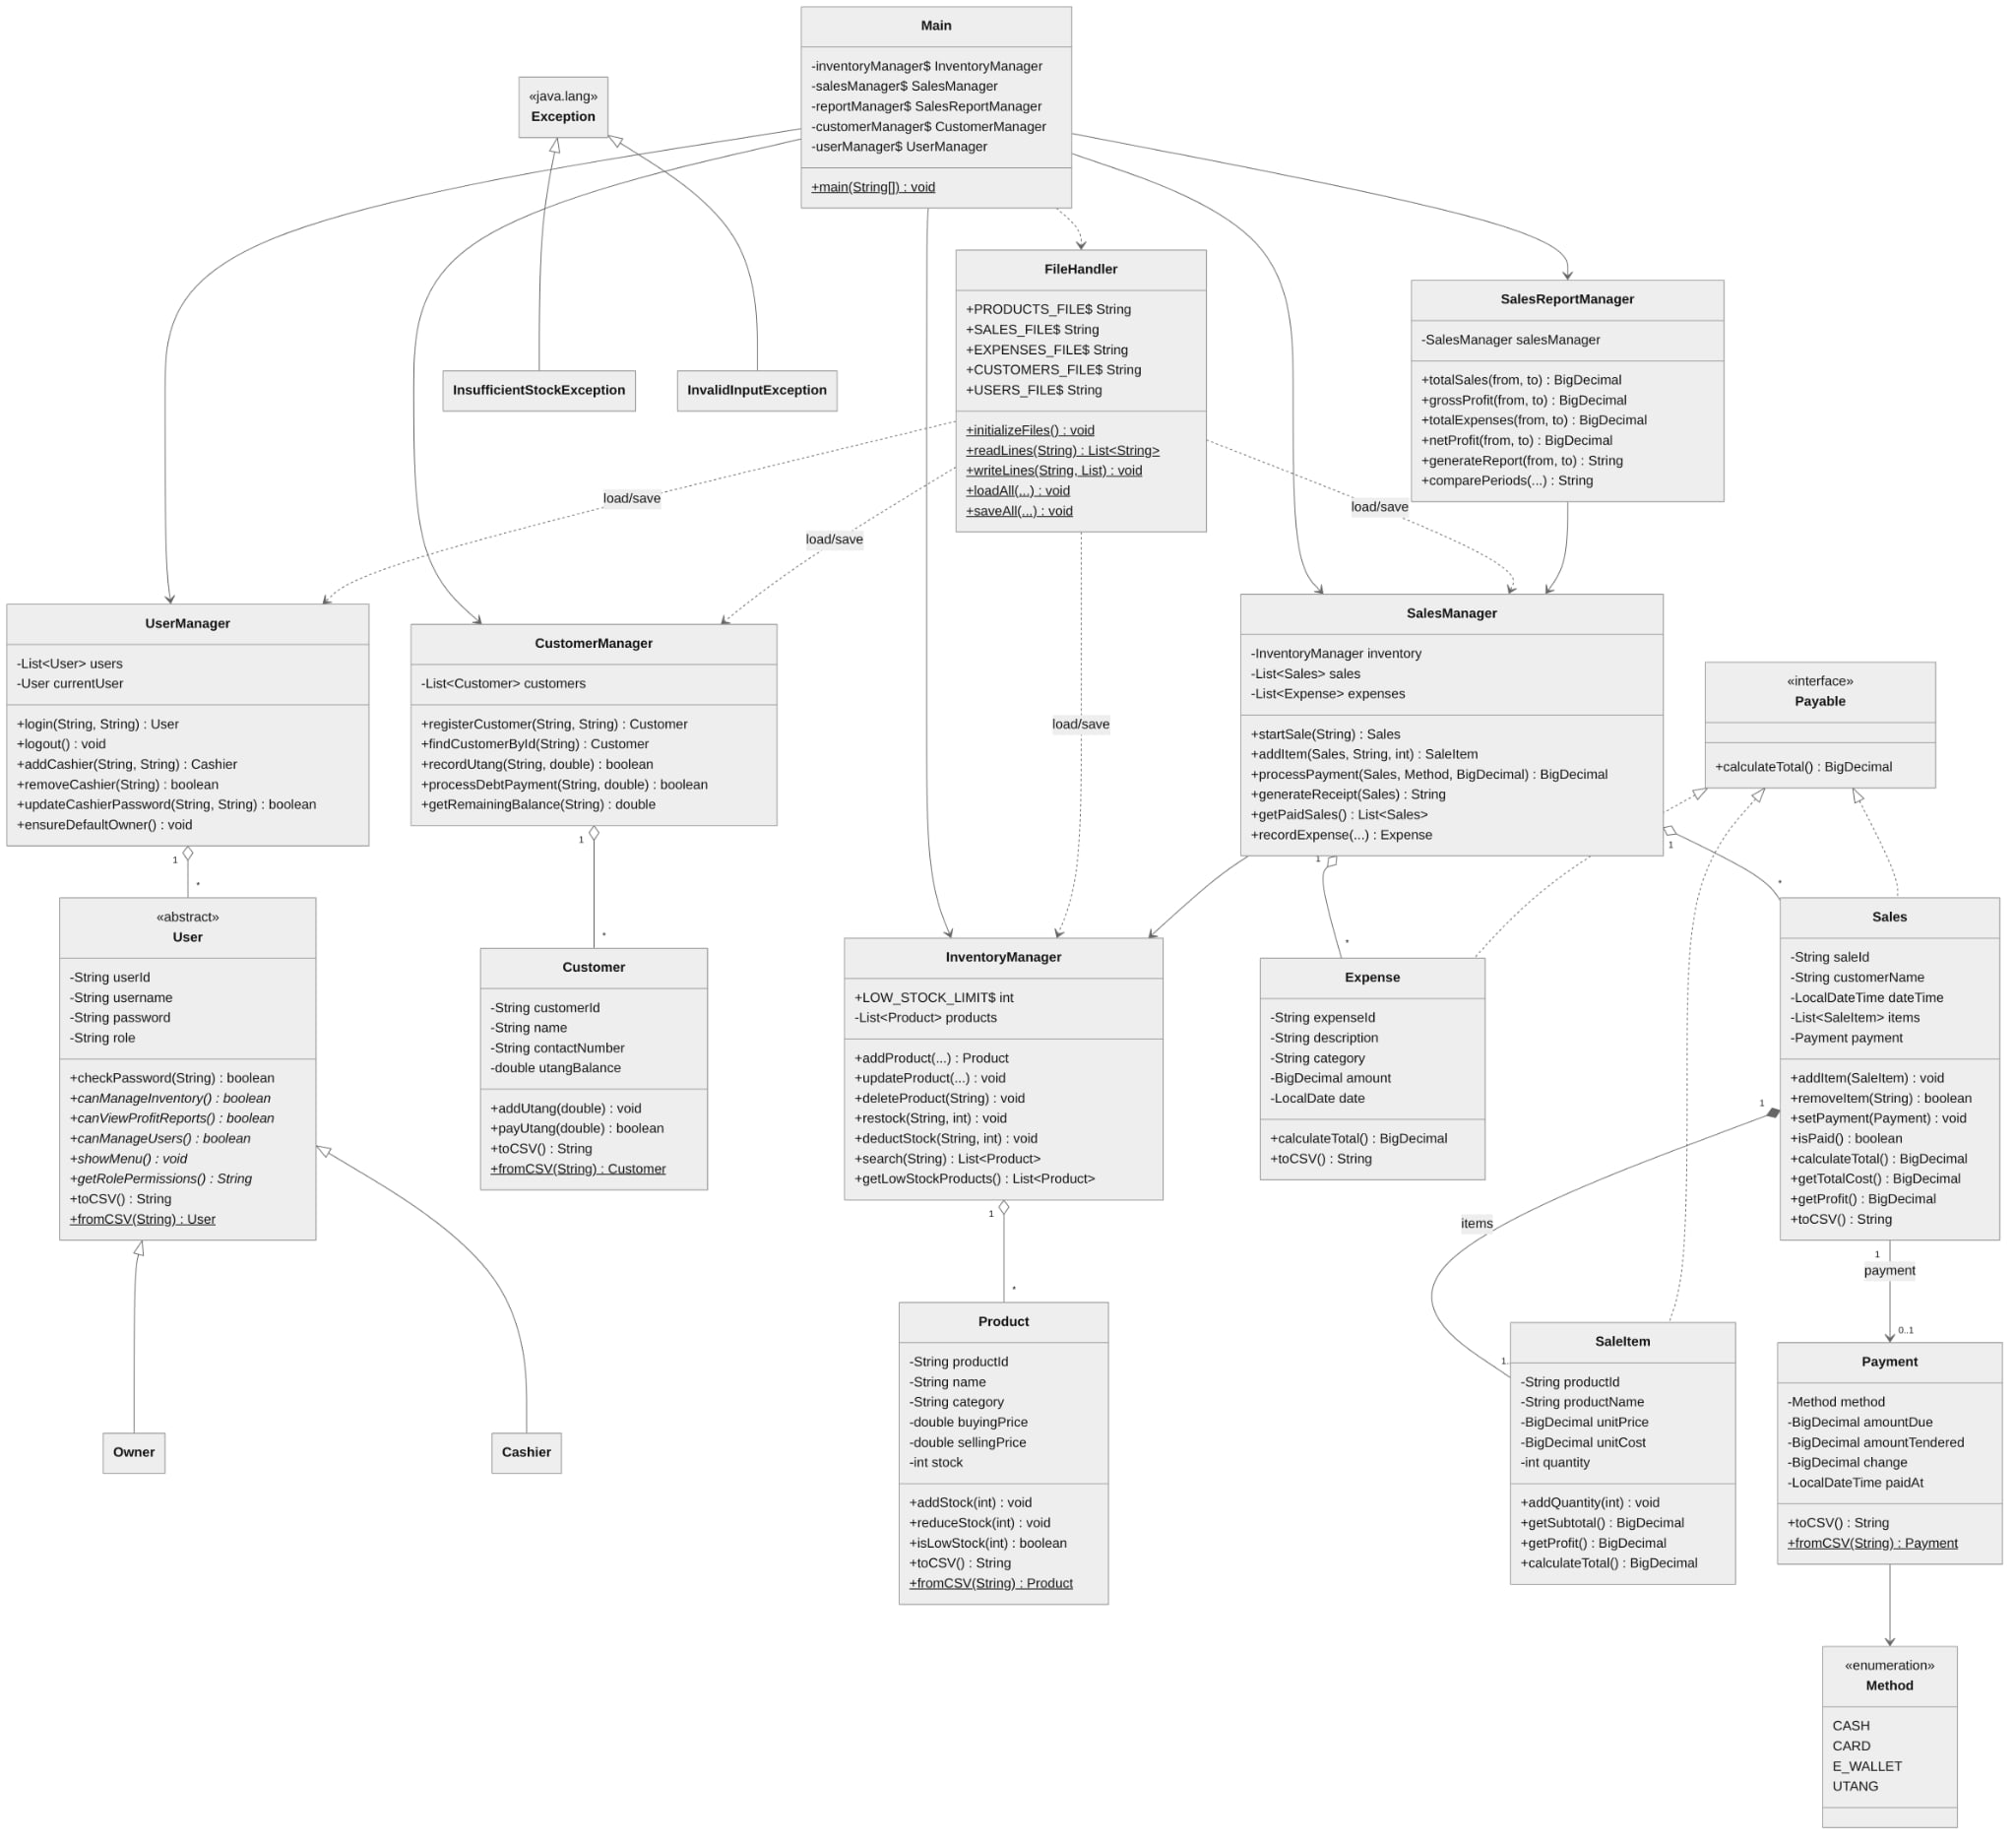 Main
-inventoryManager$ InventoryManager
-salesManager$ SalesManager
-reportManager$ SalesReportManager
-customerManager$ CustomerManager
-userManager$ UserManager
+main(String[]) : void
«java.lang»
Exception
FileHandler
+PRODUCTS_FILE$ String
+SALES_FILE$ String
+EXPENSES_FILE$ String
+CUSTOMERS_FILE$ String
+USERS_FILE$ String
+initializeFiles() : void
+readLines(String) : List<String>
+writeLines(String, List) : void
+loadAll(...) : void
+saveAll(...) : void
SalesReportManager
-SalesManager salesManager
+totalSales(from, to) : BigDecimal
+grossProfit(from, to) : BigDecimal
+totalExpenses(from, to) : BigDecimal
+netProfit(from, to) : BigDecimal
+generateReport(from, to) : String
+comparePeriods(...) : String
InsufficientStockException
InvalidInputException
load/save
load/save
load/save
load/save
UserManager
-List<User> users
-User currentUser
+login(String, String) : User
+logout() : void
+addCashier(String, String) : Cashier
+removeCashier(String) : boolean
+updateCashierPassword(String, String) : boolean
+ensureDefaultOwner() : void
CustomerManager
-List<Customer> customers
+registerCustomer(String, String) : Customer
+findCustomerById(String) : Customer
+recordUtang(String, double) : boolean
+processDebtPayment(String, double) : boolean
+getRemainingBalance(String) : double
SalesManager
-InventoryManager inventory
-List<Sales> sales
-List<Expense> expenses
+startSale(String) : Sales
+addItem(Sales, String, int) : SaleItem
+processPayment(Sales, Method, BigDecimal) : BigDecimal
+generateReceipt(Sales) : String
+getPaidSales() : List<Sales>
+recordExpense(...) : Expense
«interface»
Payable
+calculateTotal() : BigDecimal
1
*
1
*
1
*
1
*
«abstract»
User
-String userId
-String username
-String password
-String role
+checkPassword(String) : boolean
+canManageInventory() : boolean
+canViewProfitReports() : boolean
+canManageUsers() : boolean
+showMenu() : void
+getRolePermissions() : String
+toCSV() : String
+fromCSV(String) : User
Customer
-String customerId
-String name
-String contactNumber
-double utangBalance
+addUtang(double) : void
+payUtang(double) : boolean
+toCSV() : String
+fromCSV(String) : Customer
InventoryManager
+LOW_STOCK_LIMIT$ int
-List<Product> products
+addProduct(...) : Product
+updateProduct(...) : void
+deleteProduct(String) : void
+restock(String, int) : void
+deductStock(String, int) : void
+search(String) : List<Product>
+getLowStockProducts() : List<Product>
Expense
-String expenseId
-String description
-String category
-BigDecimal amount
-LocalDate date
+calculateTotal() : BigDecimal
+toCSV() : String
Sales
-String saleId
-String customerName
-LocalDateTime dateTime
-List<SaleItem> items
-Payment payment
+addItem(SaleItem) : void
+removeItem(String) : boolean
+setPayment(Payment) : void
+isPaid() : boolean
+calculateTotal() : BigDecimal
+getTotalCost() : BigDecimal
+getProfit() : BigDecimal
+toCSV() : String
1
*
1
items
1..
1
payment
0..1
Owner
Cashier
Product
-String productId
-String name
-String category
-double buyingPrice
-double sellingPrice
-int stock
+addStock(int) : void
+reduceStock(int) : void
+isLowStock(int) : boolean
+toCSV() : String
+fromCSV(String) : Product
SaleItem
-String productId
-String productName
-BigDecimal unitPrice
-BigDecimal unitCost
-int quantity
+addQuantity(int) : void
+getSubtotal() : BigDecimal
+getProfit() : BigDecimal
+calculateTotal() : BigDecimal
Payment
-Method method
-BigDecimal amountDue
-BigDecimal amountTendered
-BigDecimal change
-LocalDateTime paidAt
+toCSV() : String
+fromCSV(String) : Payment
«enumeration»
Method
CASH
CARD
E_WALLET
UTANG